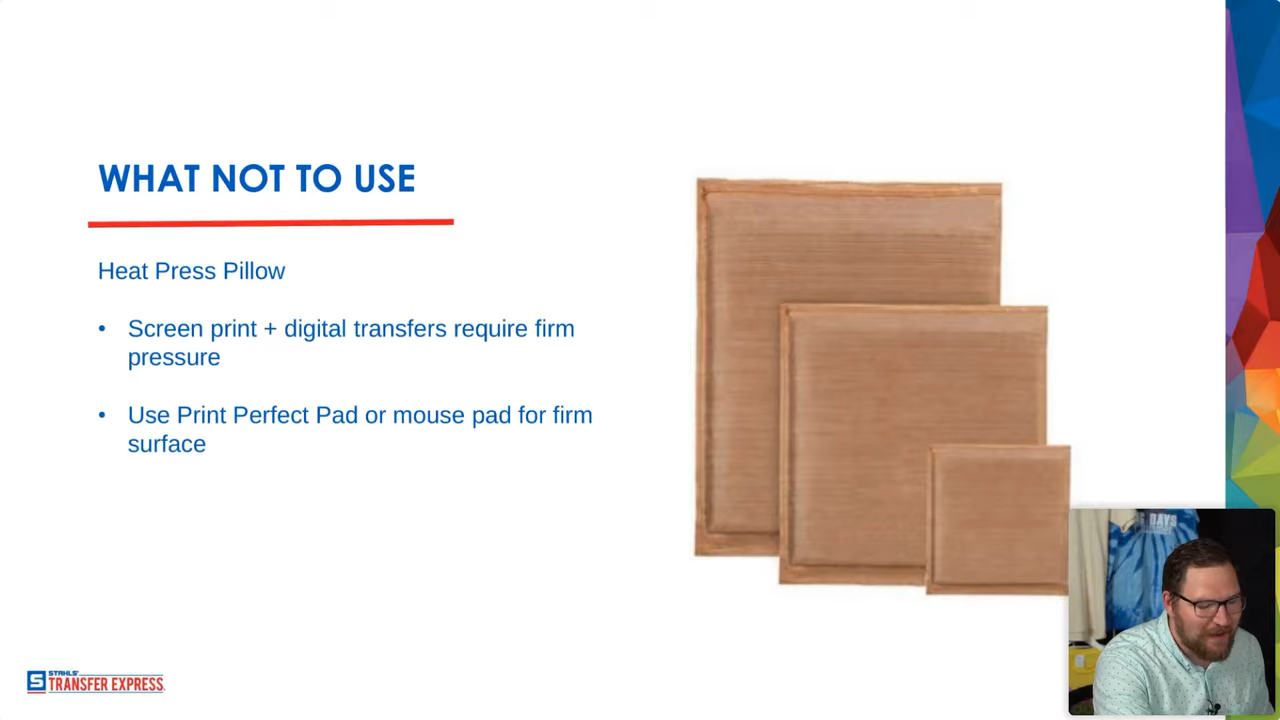 WHAT NOT TO USE
Heat Press Pillow
• Screen print + digital transfers require firm
pressure
• Use Print Perfect Pad or mouse pad for firm
surface
DAYS
S STAHLS'
TRANSFER EXPRESS.